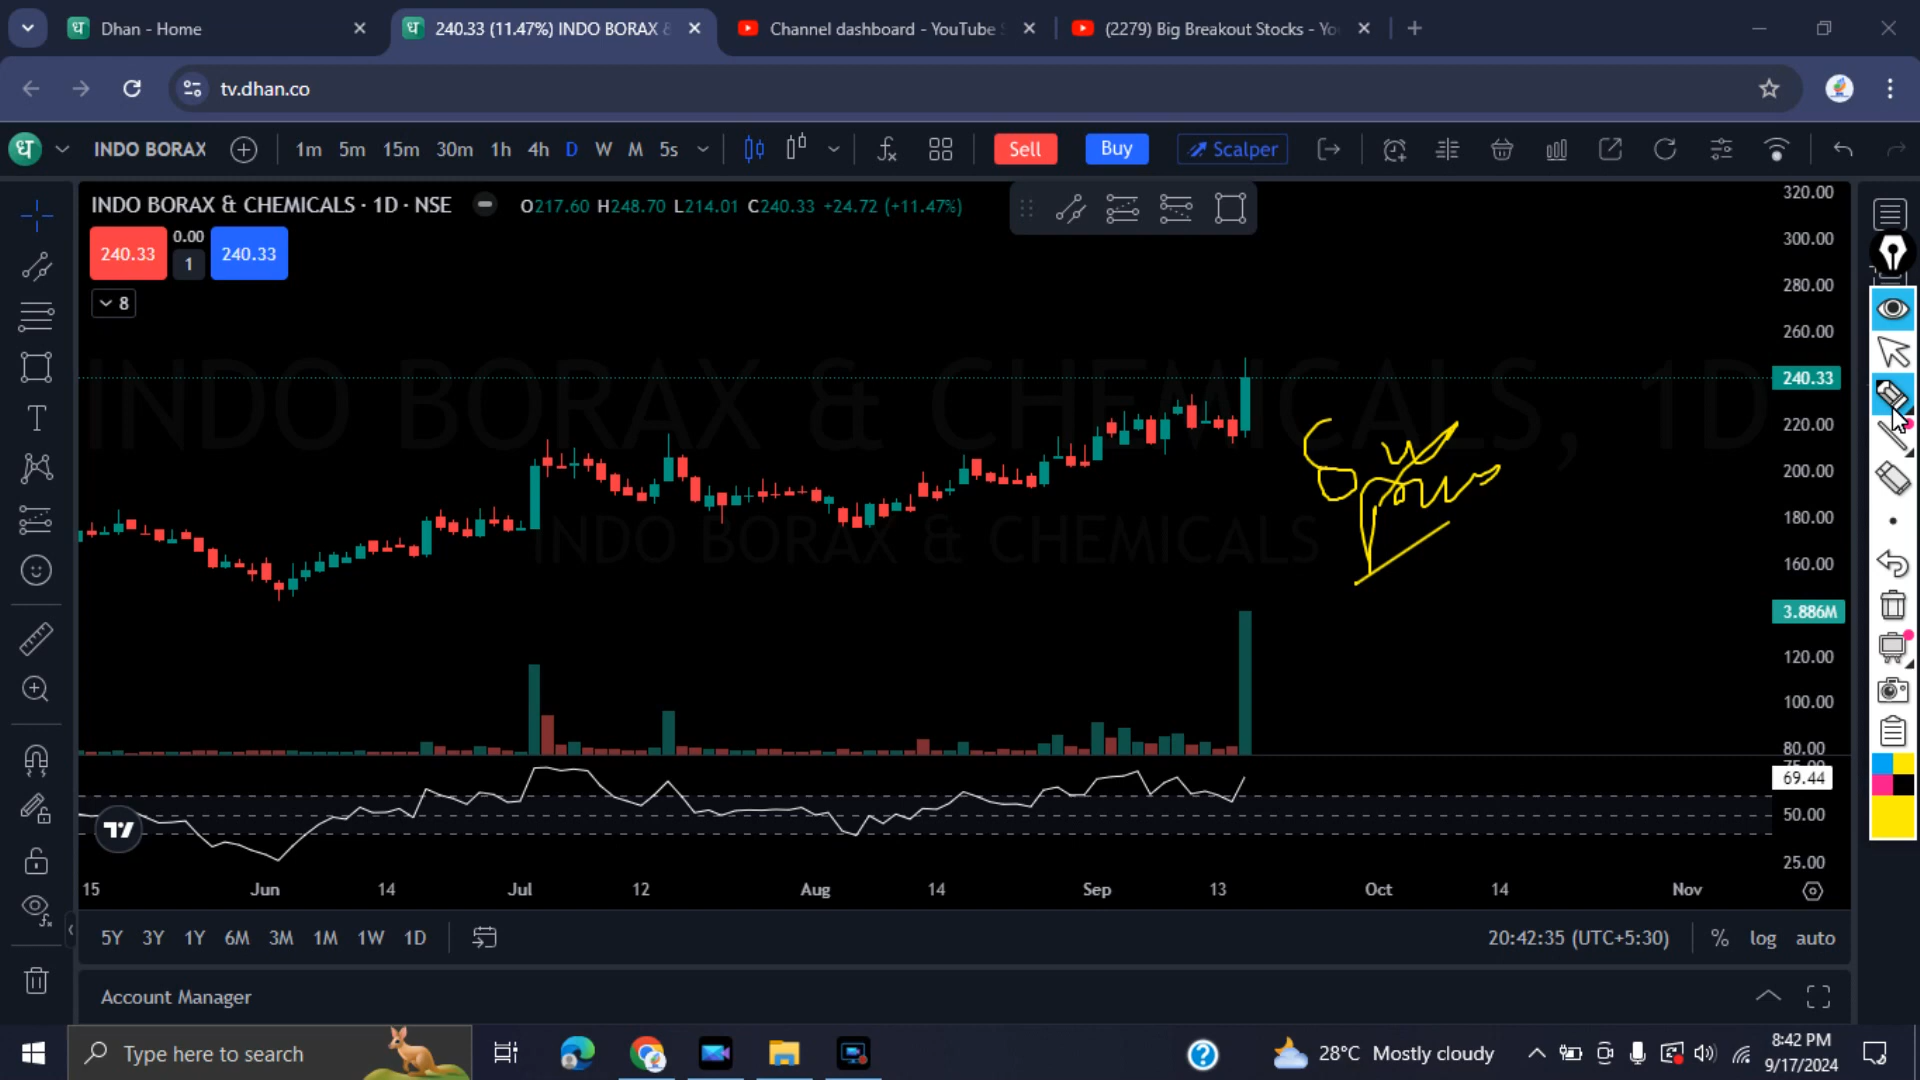 Dhan - Home
240.33 (11.47%) INDO BORAX &
Channel dashboard - YouTube S
(2279) Big Breakout Stocks - Yo
tv.dhan.co
ध
INDO BORAX
1m 5m 15m 30m 1h 4h D W M 5s
Sell
Buy
Scalper
INDO BORAX & CHEMICALS · 1D · NSE
O217.60 H248.70 L214.01 C240.33 +24.72 (+11.47%)
240.33
0.00
1
240.33
8
INDO BORAX & CHEMICALS, 1D
INDO BORAX & CHEMICALS
320.00
300.00
280.00
260.00
240.33
220.00
200.00
180.00
160.00
3.886M
120.00
100.00
80.00
75.00
69.44
50.00
25.00
15 Jun 14 Jul 12 Aug 14 Sep 13 Oct 14 Nov
5Y 3Y 1Y 6M 3M 1M 1W 1D
20:42:35 (UTC+5:30)
% log auto
Account Manager
Type here to search
28°C Mostly cloudy
8:42 PM
9/17/2024